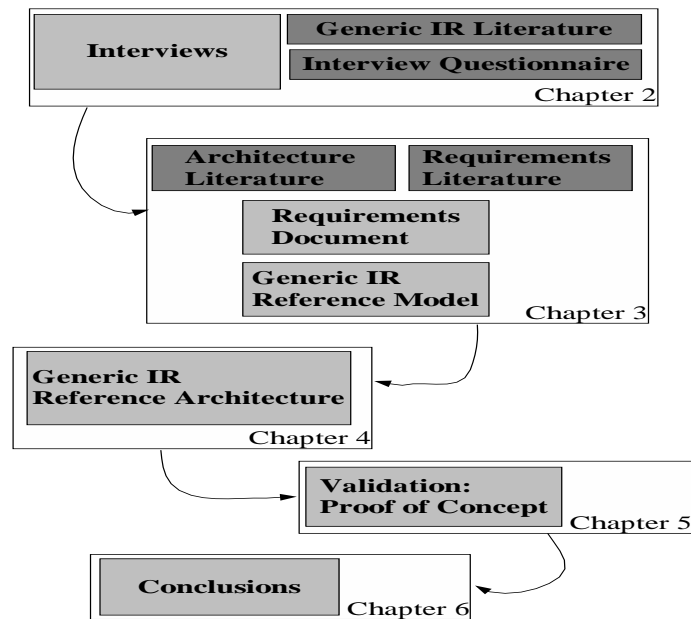 Interviews
Generic IR Literature
Interview Questionnaire
Chapter 2
Architecture
Literature
Requirements
Literature
Requirements
Document
Generic IR
Reference Model
Chapter 3
Generic IR
Reference Architecture
Chapter 4
Validation:
Proof of Concept
Chapter 5
Conclusions
Chapter 6